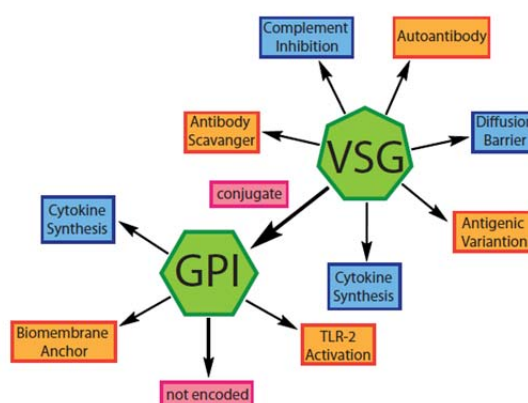 Complement
Inhibition
Autoantibody
Antibody
Scavanger
VSG
Diffusion
Barrier
conjugate
Cytokine
Synthesis
Antigenic
Variantion
GPI
Cytokine
Synthesis
Biomembrane
Anchor
TLR-2
Activation
not encoded